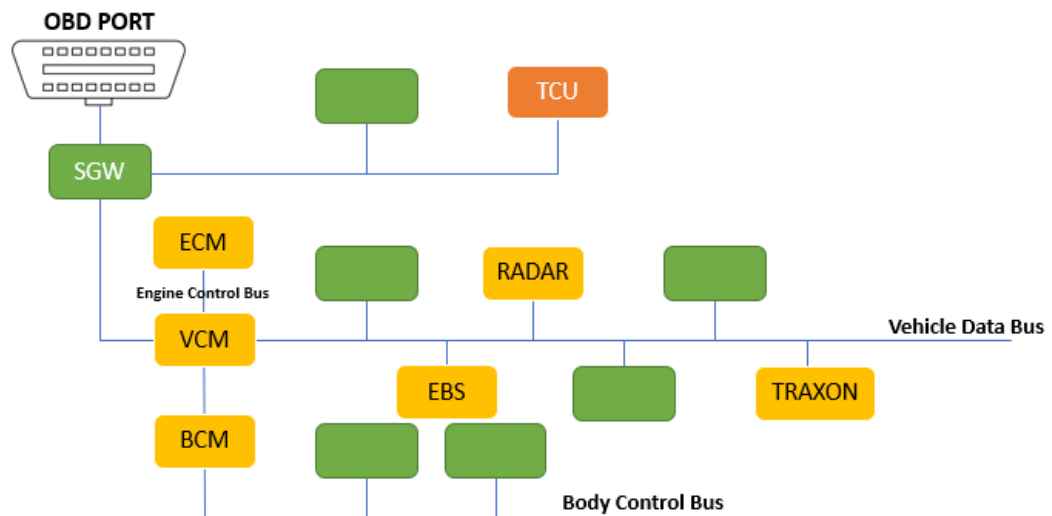 OBD PORT
TCU
SGW
ECM
RADAR
Engine Control Bus
Vehicle Data Bus
VCM
EBS
TRAXON
BCM
Body Control Bus